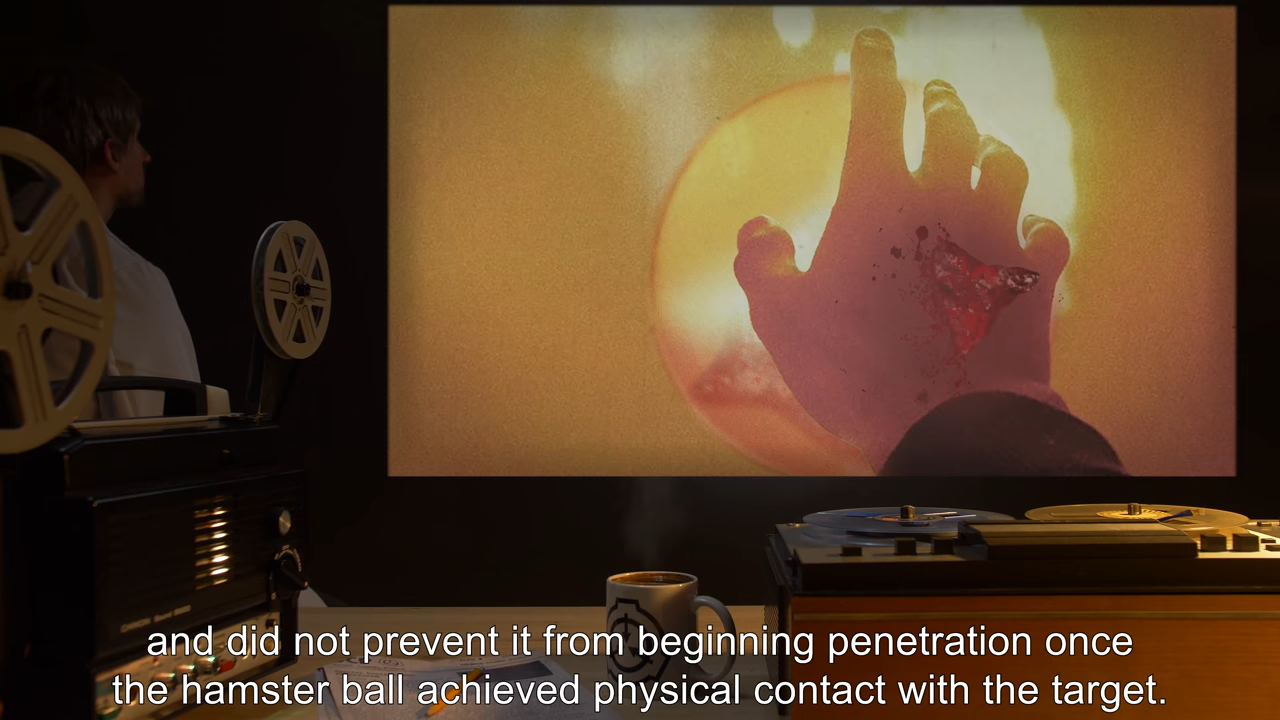 and did not prevent it from beginning penetration once
the hamster ball achieved physical contact with the target.